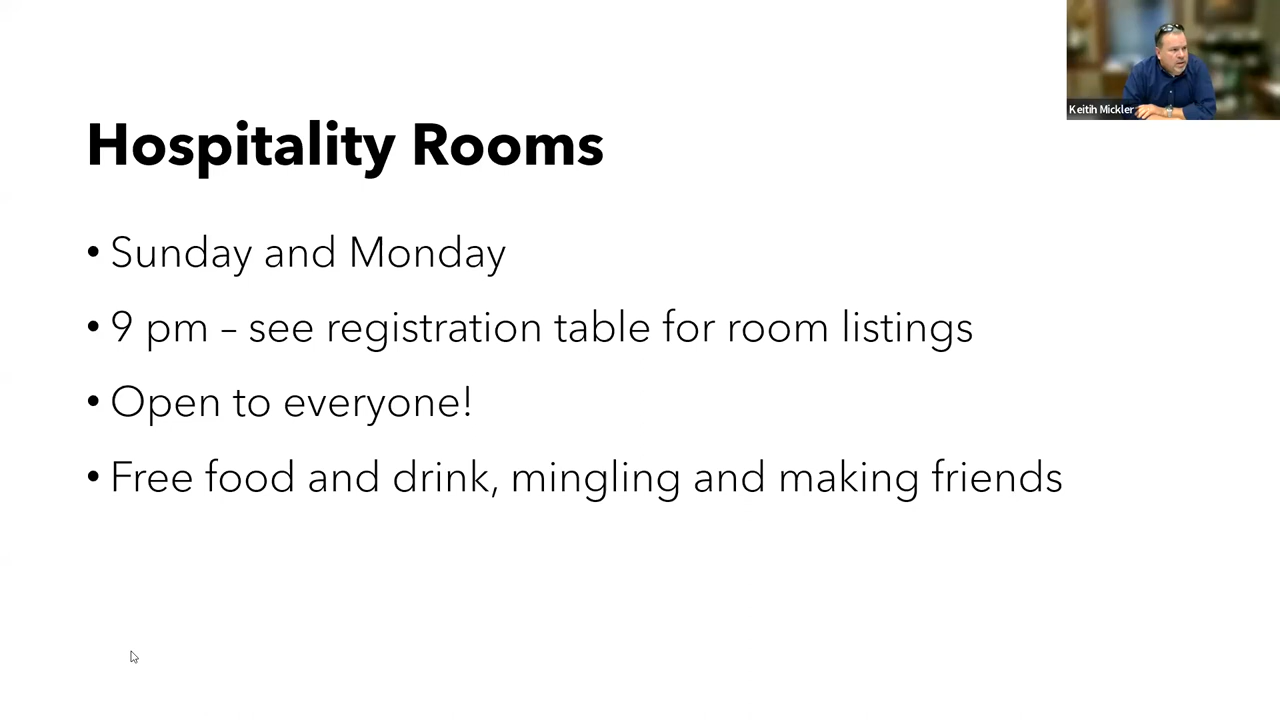 Keitih Mickler
Hospitality Rooms
• Sunday and Monday
• 9 pm – see registration table for room listings
• Open to everyone!
• Free food and drink, mingling and making friends